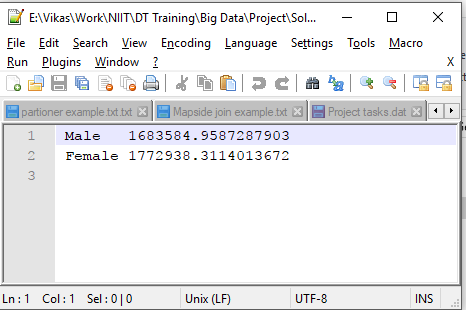 E:\Vikas\Work\NIIT\DT Training\Big Data\Project\Sol...
File Edit Search View Encoding Language Settings Tools Macro
Run Plugins Window ? X
partioner example.txt.txt Mapside join example.txt Project tasks.dat
1 Male 1683584.9587287903
2 Female 1772938.3114013672
3
Ln : 1 Col : 1 Sel : 0 | 0 Unix (LF) UTF-8 INS